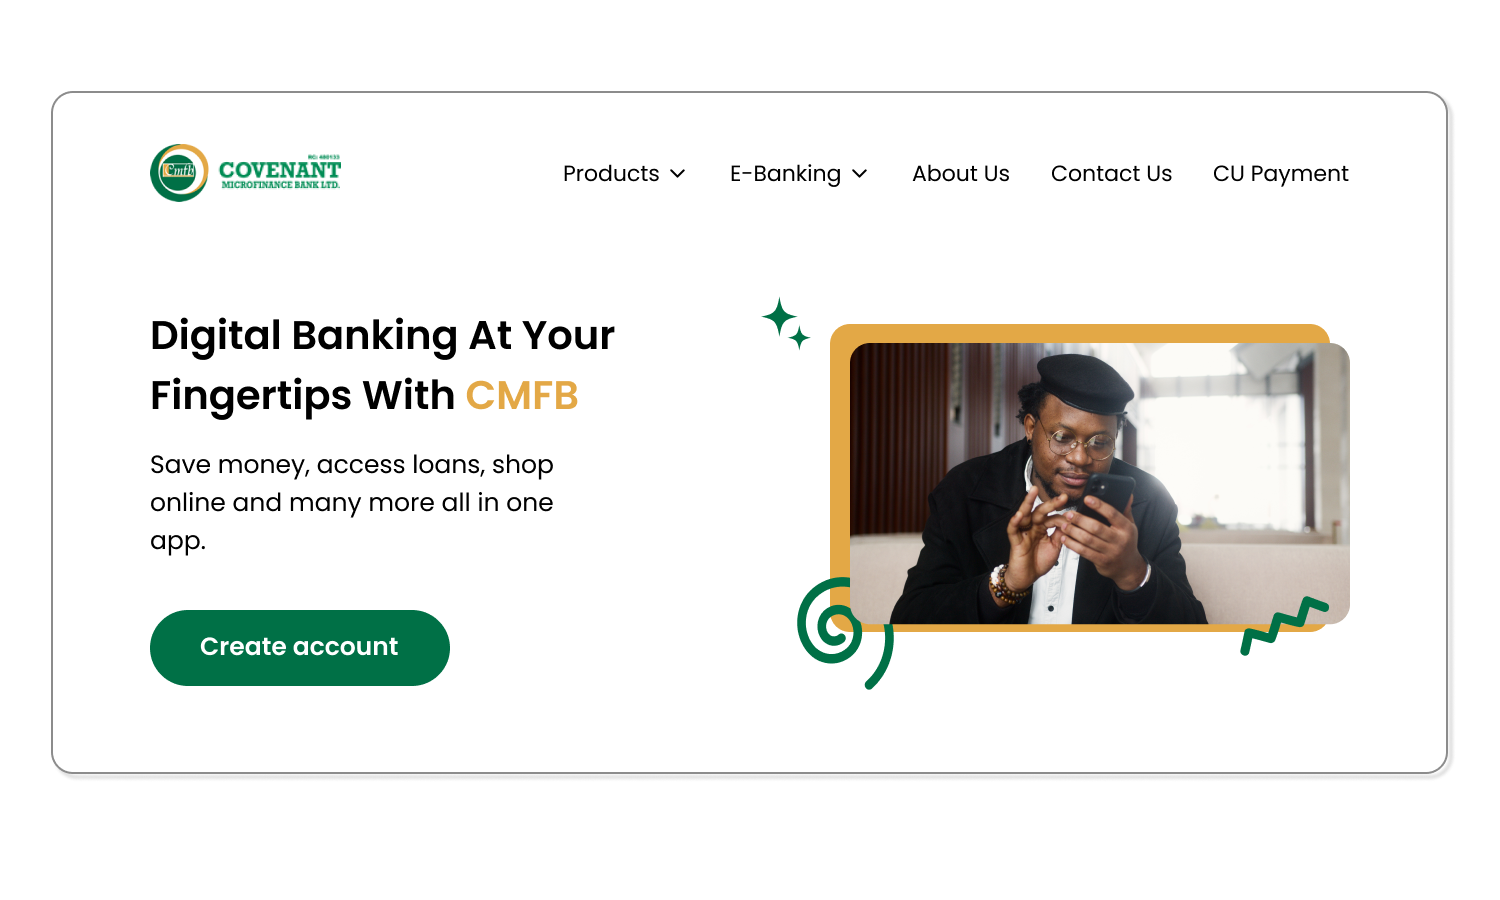 RC: 480133
Cmfb
COVENANT
MICROFINANCE BANK LTD.
Products
E-Banking
About Us
Contact Us
CU Payment
Digital Banking At Your
Fingertips With CMFB
Save money, access loans, shop
online and many more all in one
app.
Create account